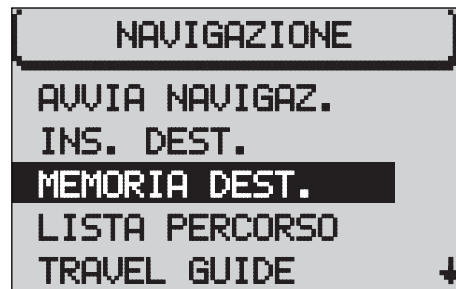 NAVIGAZIONE
AVVIA NAVIGAZ.
INS. DEST.
MEMORIA DEST.
LISTA PERCORSO
TRAVEL GUIDE